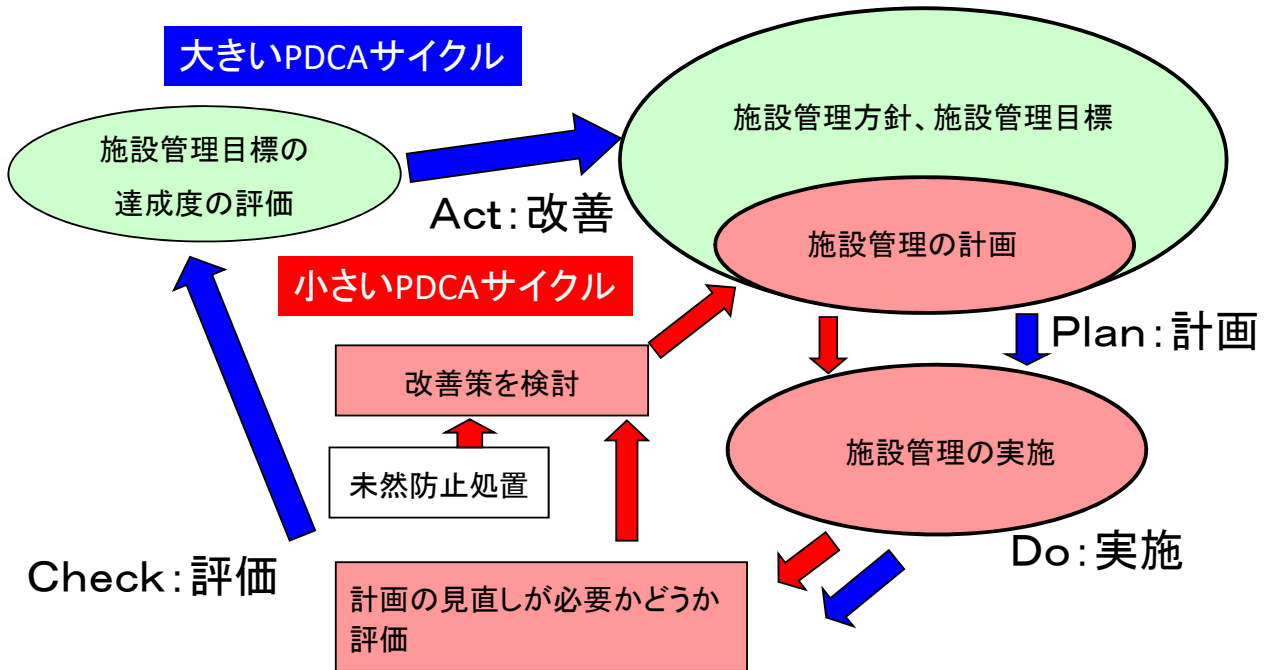 大きいPDCAサイクル
施設管理方針、施設管理目標
施設管理目標の
達成度の評価
Act:改善
施設管理の計画
小さいPDCAサイクル
Plan:計画
改善策を検討
施設管理の実施
未然防止処置
Do:実施
Check:評価
計画の見直しが必要かどうか
評価